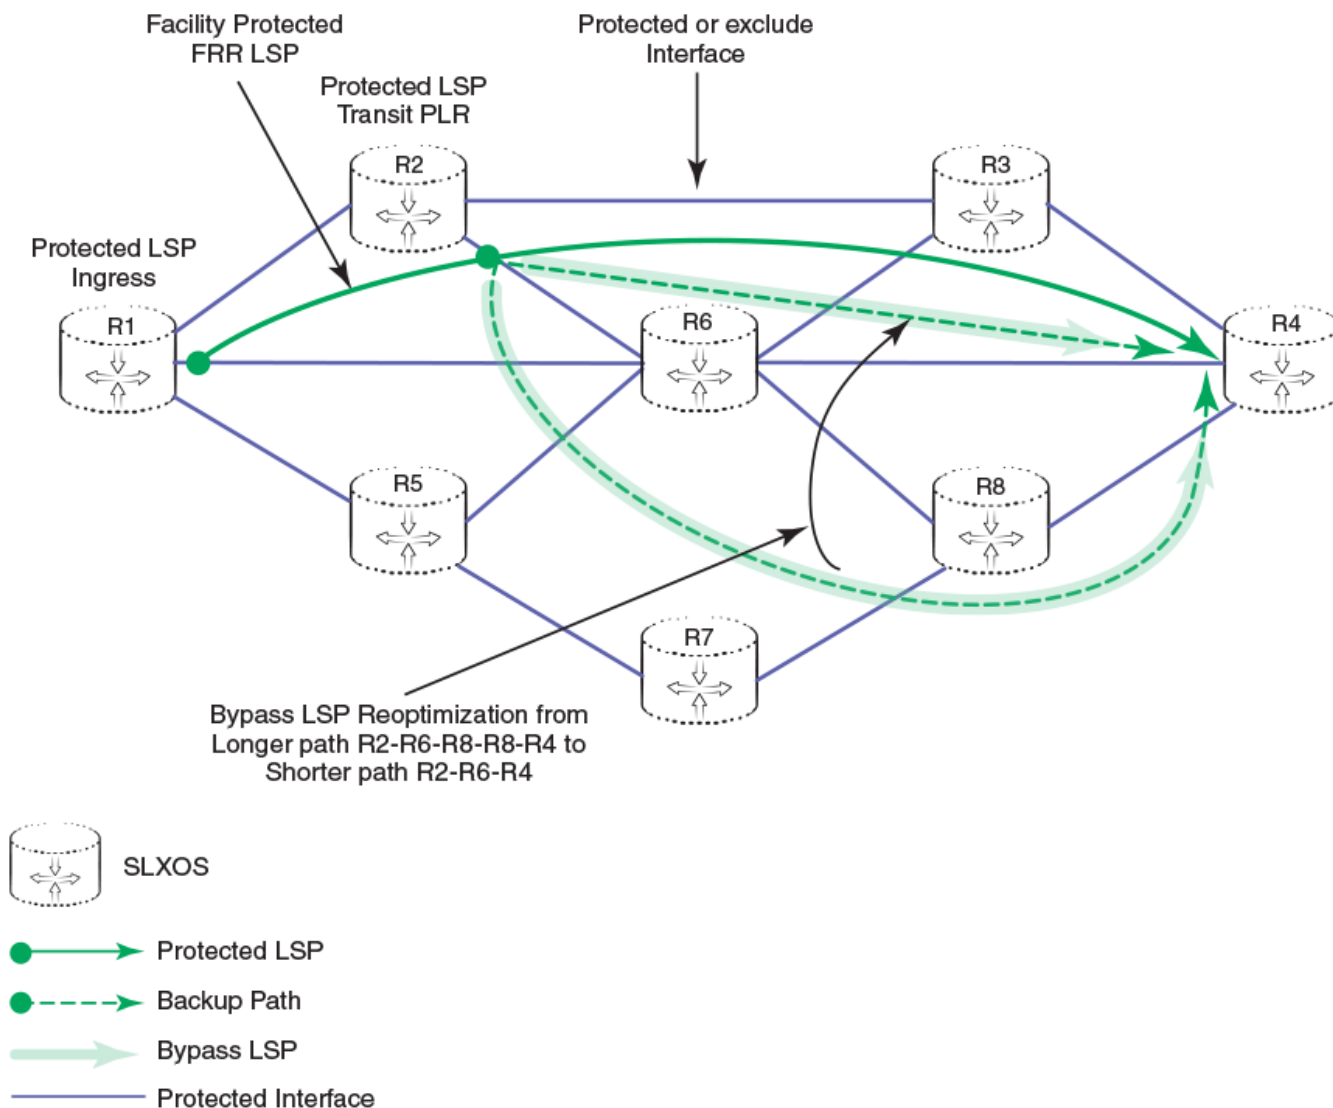 Facility Protected
FRR LSP
Protected or exclude
Interface
Protected LSP
Transit PLR
R2
R3
Protected LSP
Ingress
R1
R6
R4
R5
R8
R7
Bypass LSP Reoptimization from
Longer path R2-R6-R8-R8-R4 to
Shorter path R2-R6-R4
SLXOS
Protected LSP
Backup Path
Bypass LSP
Protected Interface